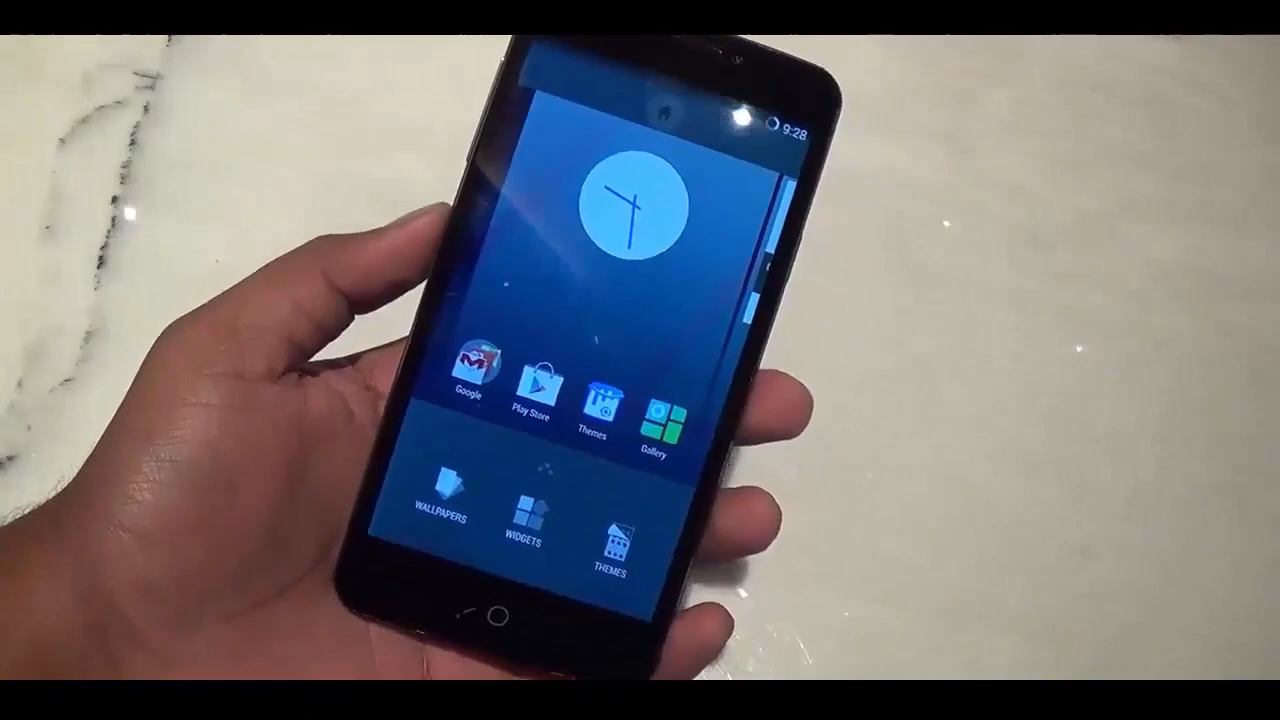 9:28
Google
Play Store
Themes
Gallery
WALLPAPERS
WIDGETS
THEMES